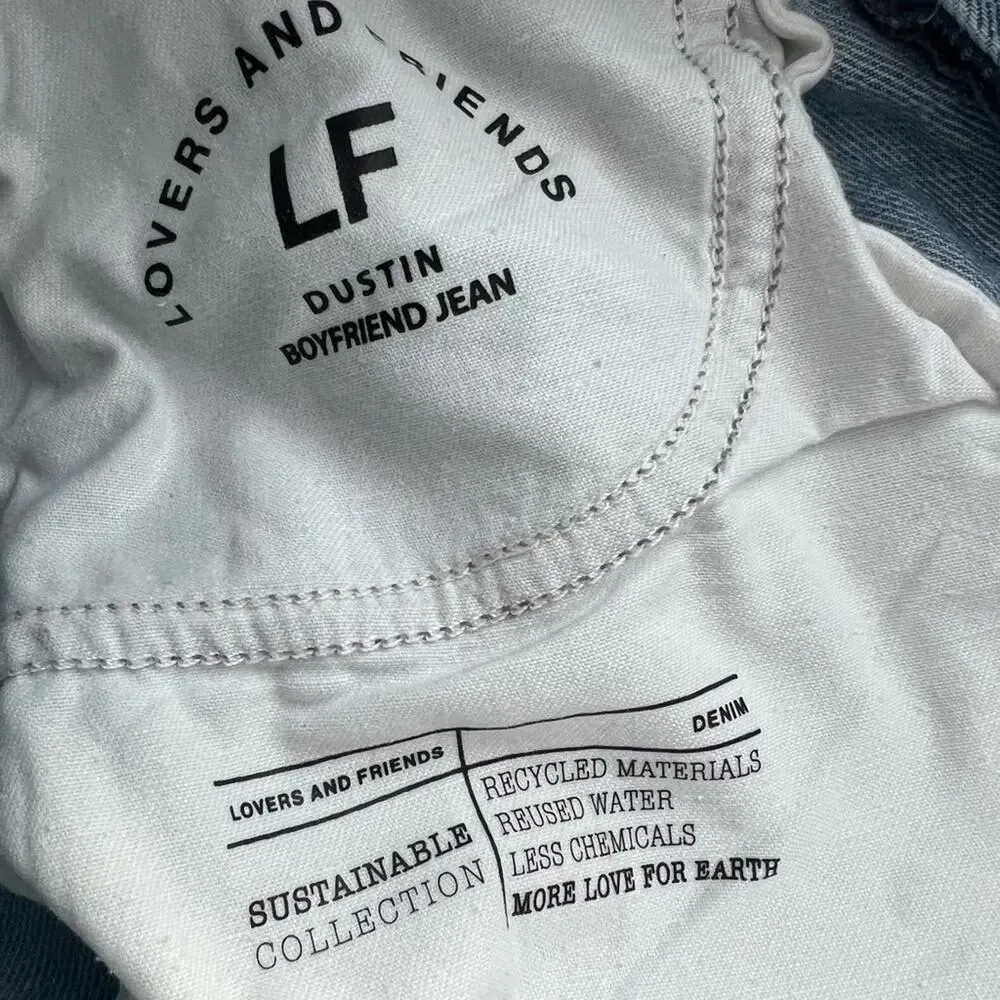 LOVERS AND FRIENDS
LF
DUSTIN
BOYFRIEND JEAN
LOVERS AND FRIENDS
DENIM
SUSTAINABLE
COLLECTION
RECYCLED MATERIALS
REUSED WATER
LESS CHEMICALS
MORE LOVE FOR EARTH